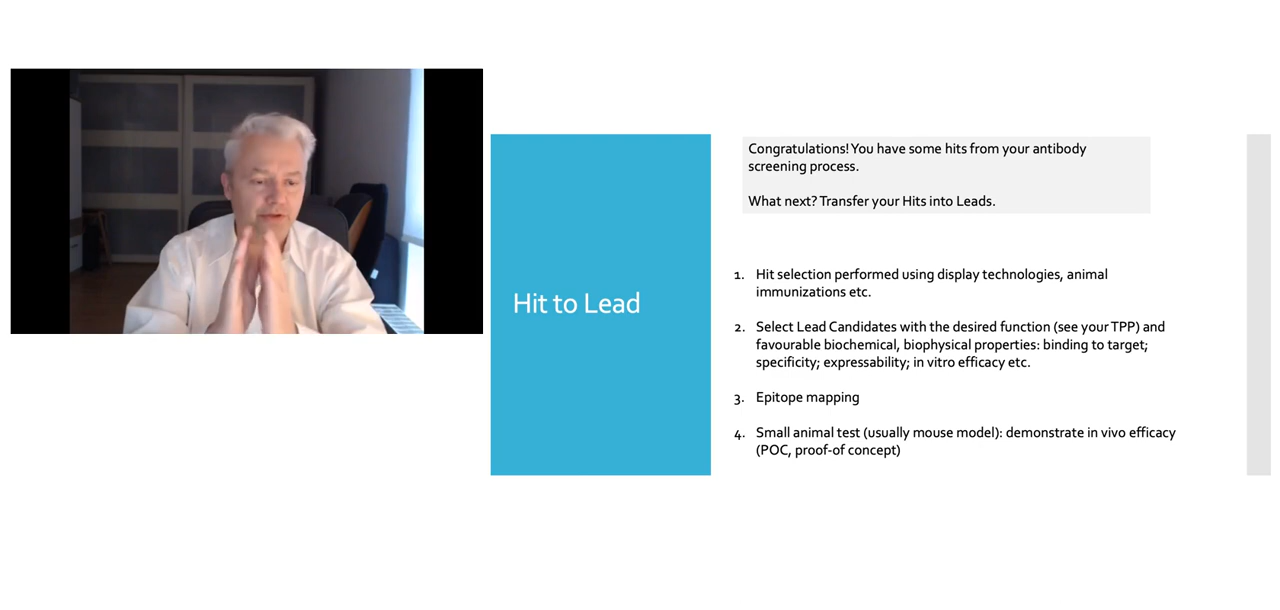 Congratulations! You have some hits from your antibody
screening process.
What next? Transfer your Hits into Leads.
Hit to Lead
1. Hit selection performed using display technologies, animal
immunizations etc.
2. Select Lead Candidates with the desired function (see your TPP) and
favourable biochemical, biophysical properties: binding to target;
specificity; expressability; in vitro efficacy etc.
3. Epitope mapping
4. Small animal test (usually mouse model): demonstrate in vivo efficacy
(POC, proof-of concept)